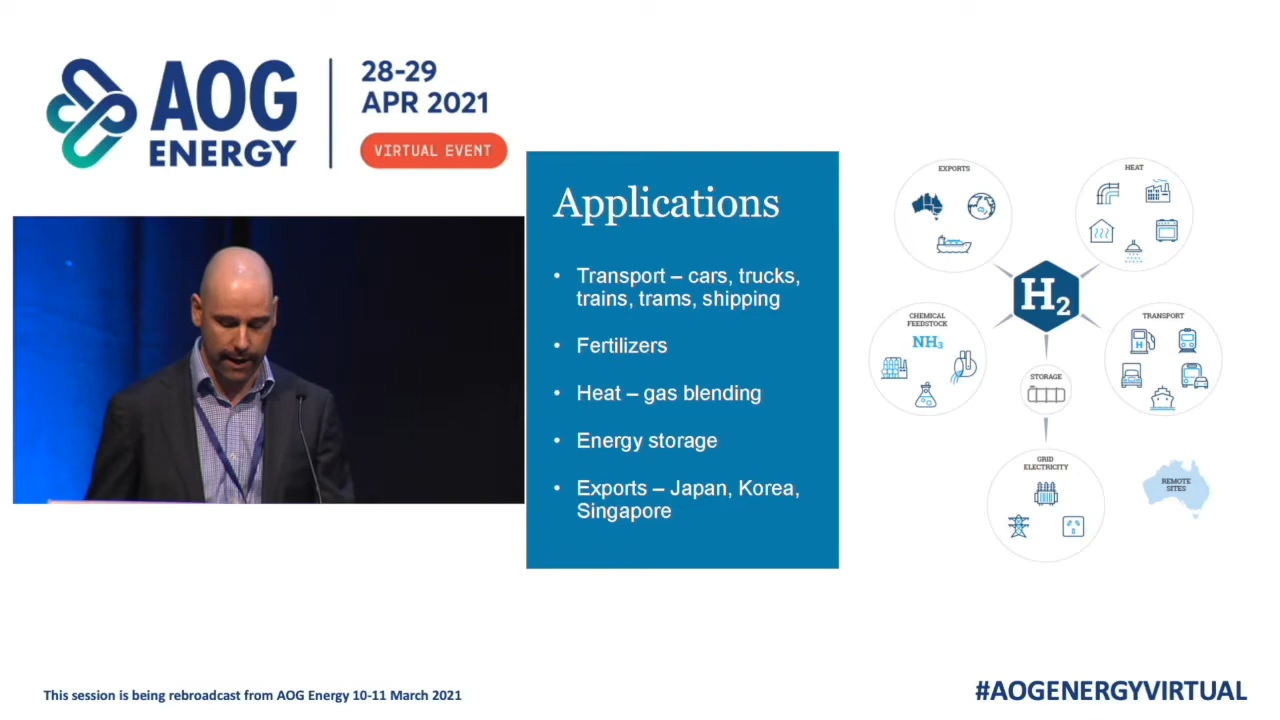 AOG
ENERGY
28-29
APR 2021
VIRTUAL EVENT
Applications
• Transport – cars, trucks,
trains, trams, shipping
• Fertilizers
• Heat – gas blending
• Energy storage
• Exports – Japan, Korea,
Singapore
EXPORTS
HEAT
H2
CHEMICAL
FEEDSTOCK
NH3
TRANSPORT
H
STORAGE
GRID
ELECTRICITY
REMOTE
SITES
This session is being rebroadcast from AOG Energy 10-11 March 2021
#AOGENERGYVIRTUAL